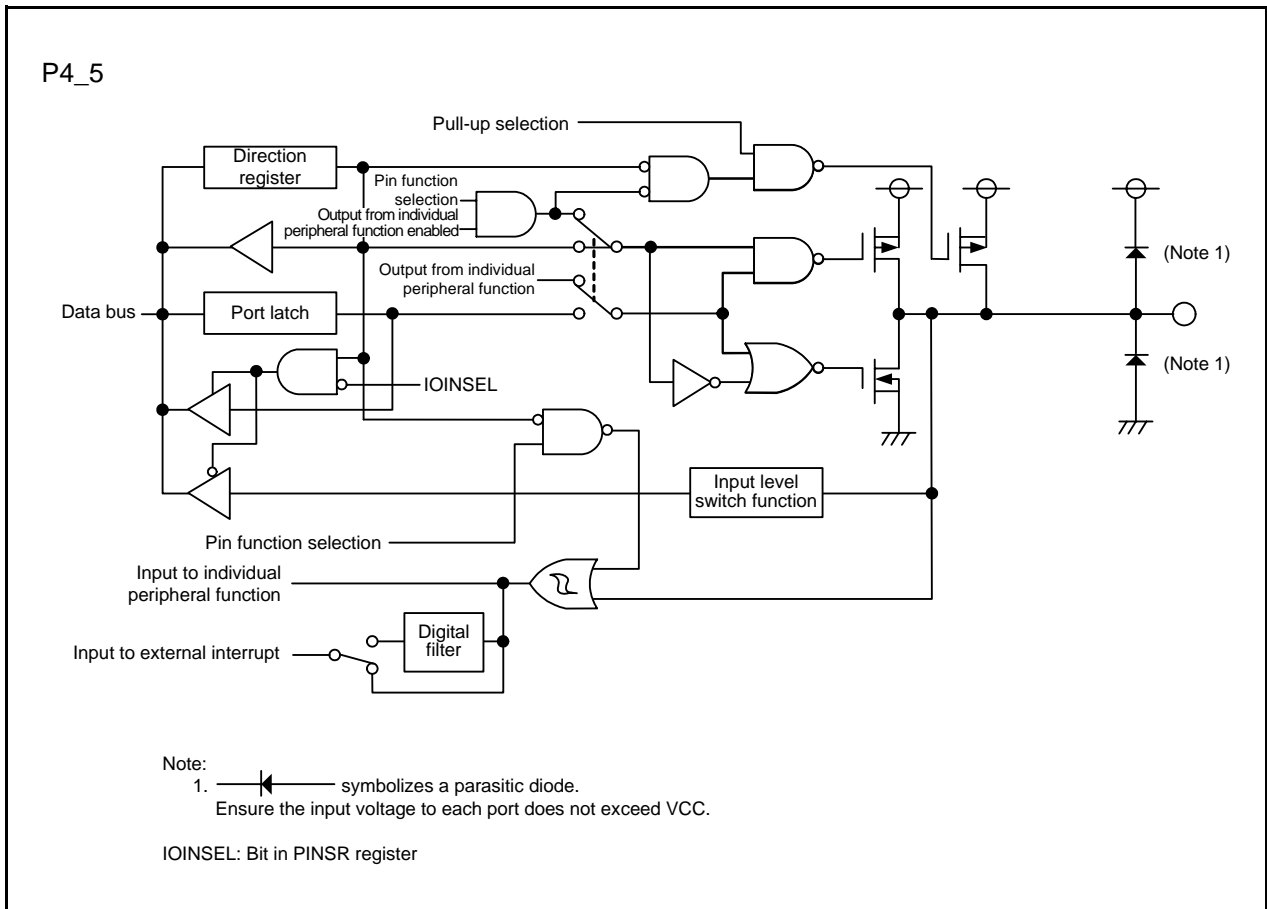 P4_5
Pull-up selection
Direction
register
Pin function
selection
Output from individual
peripheral function enabled
Output from individual
peripheral function
(Note 1)
Data bus
Port latch
(Note 1)
IOINSEL
Input level
switch function
Pin function selection
Input to individual
peripheral function
Digital
filter
Input to external interrupt
Note:
1. symbolizes a parasitic diode.
Ensure the input voltage to each port does not exceed VCC.
IOINSEL: Bit in PINSR register